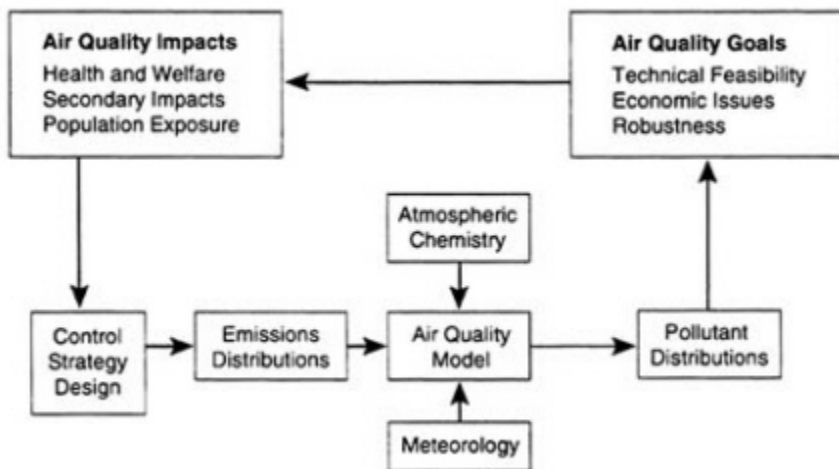 Air Quality Impacts
Health and Welfare
Secondary Impacts
Population Exposure
Air Quality Goals
Technical Feasibility
Economic Issues
Robustness
Atmospheric
Chemistry
Control
Strategy
Design
Emissions
Distributions
Air Quality
Model
Pollutant
Distributions
Meteorology